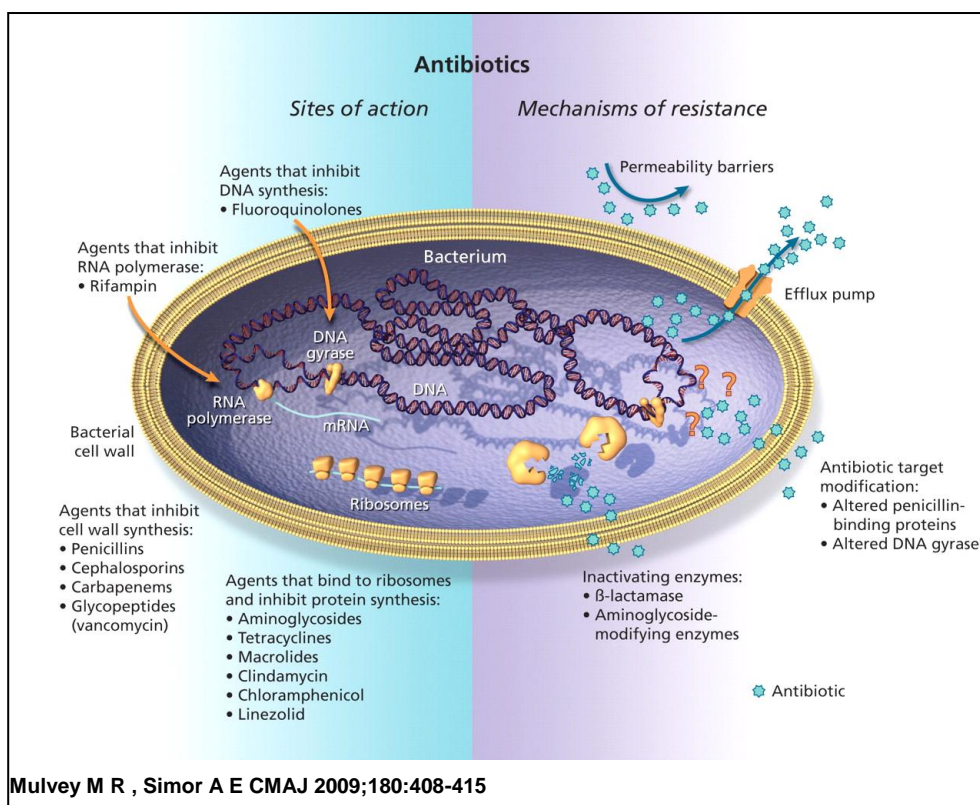 Antibiotics
Sites of action
Mechanisms of resistance
Agents that inhibit
DNA synthesis:
• Fluoroquinolones
Permeability barriers
Agents that inhibit
RNA polymerase:
• Rifampin
Bacterium
Efflux pump
DNA
gyrase
? ?
?
DNA
RNA
polymerase
mRNA
Bacterial
cell wall
Ribosomes
Antibiotic target
modification:
• Altered penicillin-
binding proteins
• Altered DNA gyrase
Agents that inhibit
cell wall synthesis:
• Penicillins
• Cephalosporins
• Carbapenems
• Glycopeptides
(vancomycin)
Agents that bind to ribosomes
and inhibit protein synthesis:
• Aminoglycosides
• Tetracyclines
• Macrolides
• Clindamycin
• Chloramphenicol
• Linezolid
Inactivating enzymes:
• ß-lactamase
• Aminoglycoside-
modifying enzymes
Antibiotic
Mulvey M R , Simor A E CMAJ 2009;180:408-415